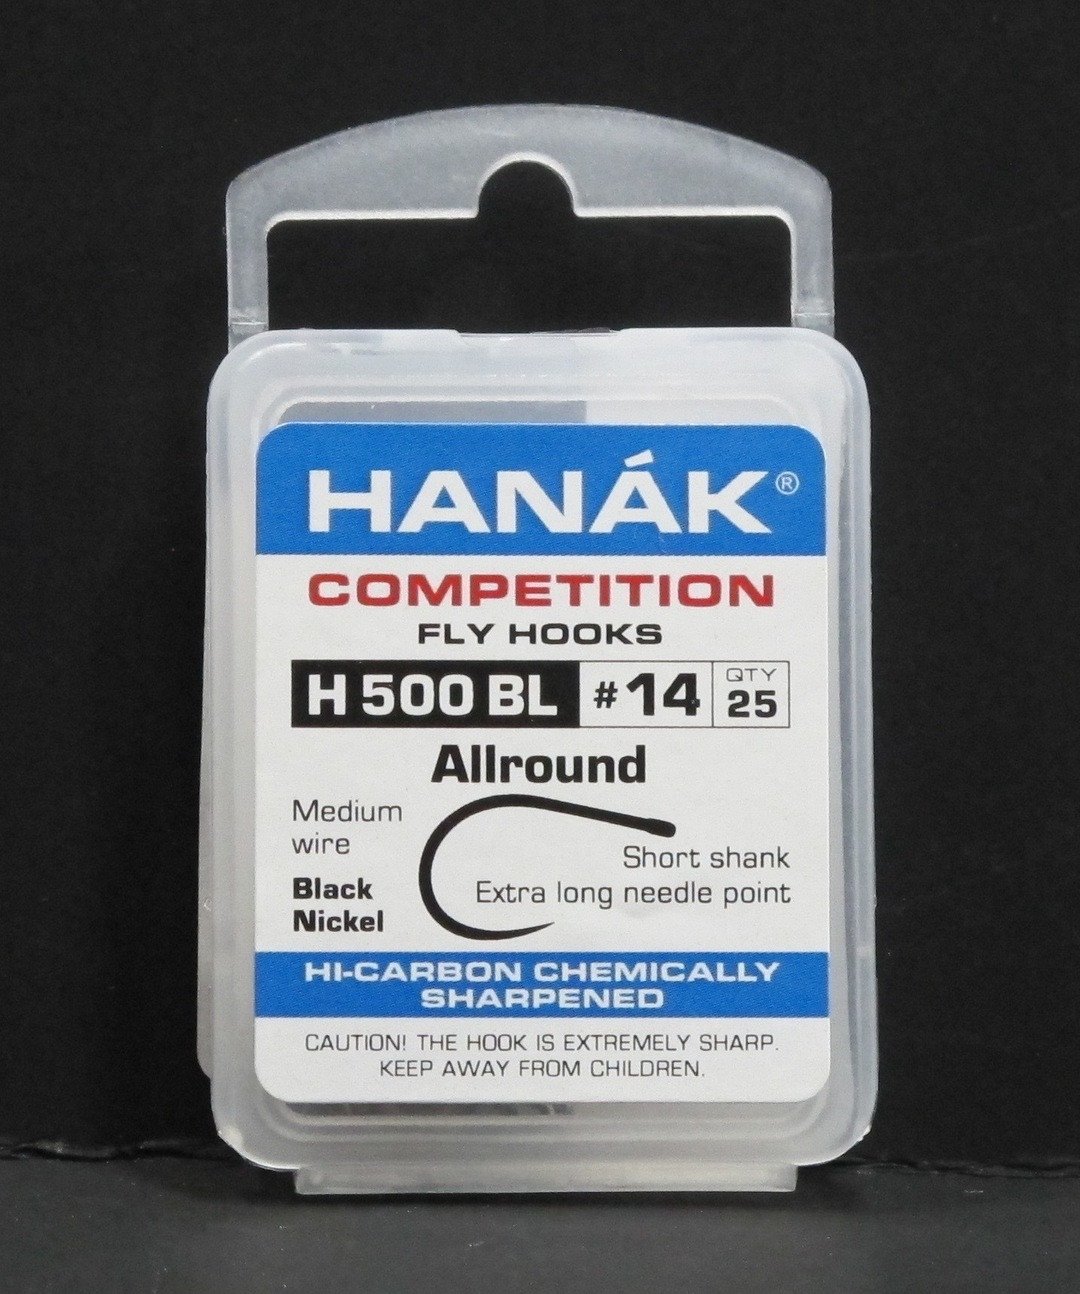 HANÁK®
COMPETITION
FLY HOOKS
H 500 BL #14 QTY 25
Allround
Medium
wire
Short shank
Black
Extra long needle point
Nickel
HI-CARBON CHEMICALLY
SHARPENED
CAUTION! THE HOOK IS EXTREMELY SHARP.
KEEP AWAY FROM CHILDREN.